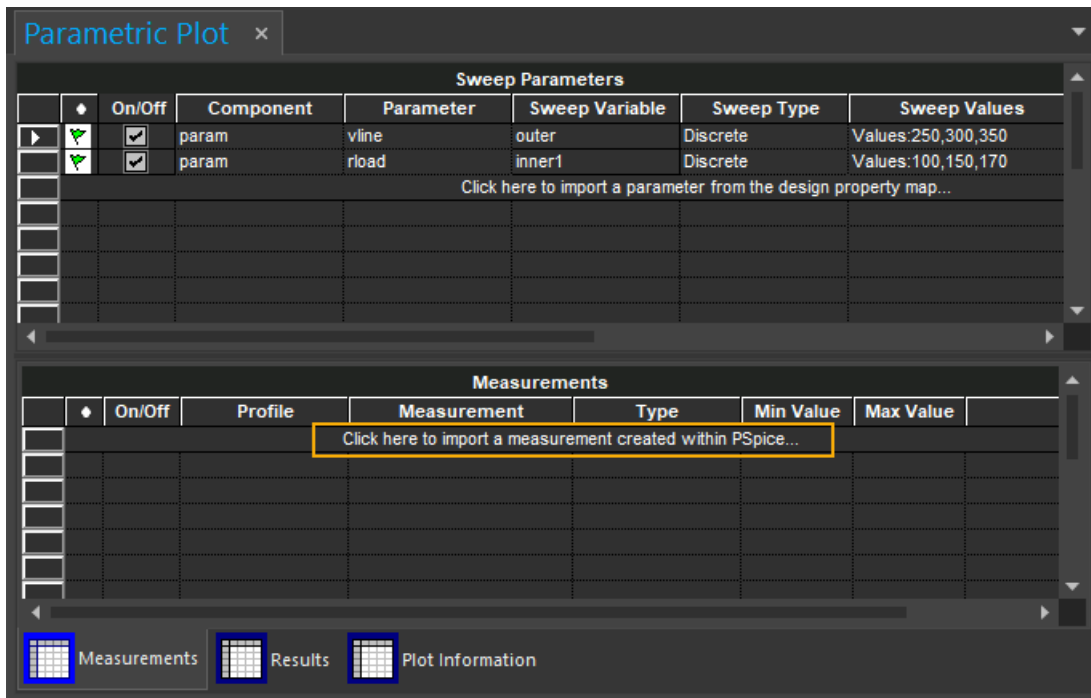 Parametric Plot ×
Sweep Parameters
On/Off Component Parameter Sweep Variable Sweep Type Sweep Values
param vline outer Discrete Values:250,300,350
param rload inner1 Discrete Values:100,150,170
Click here to import a parameter from the design property map...
Measurements
On/Off Profile Measurement Type Min Value Max Value
Click here to import a measurement created within PSpice...
Measurements Results Plot Information